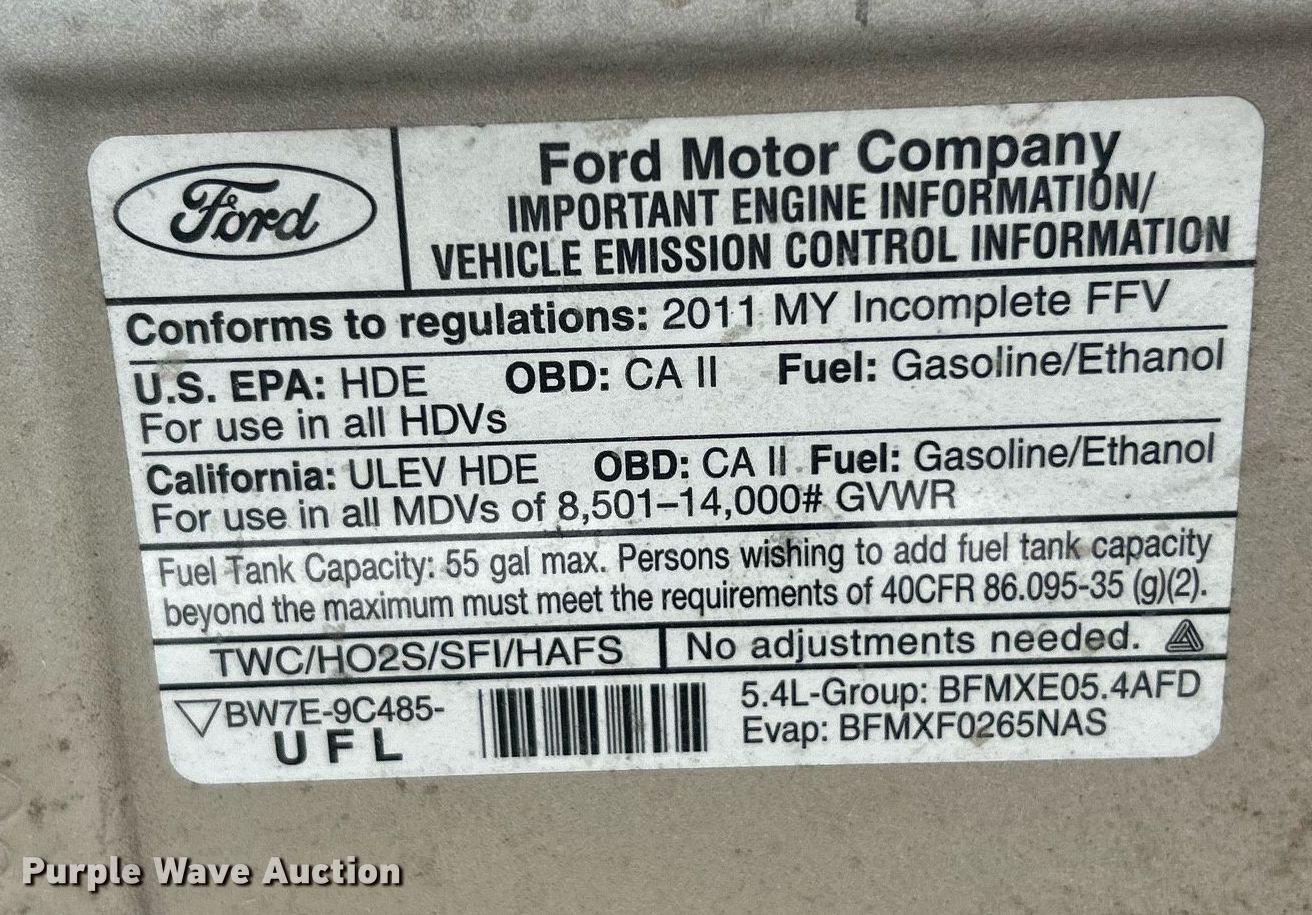 Ford
Ford Motor Company
IMPORTANT ENGINE INFORMATION/
VEHICLE EMISSION CONTROL INFORMATION
Conforms to regulations: 2011 MY Incomplete FFV
U.S. EPA: HDE OBD: CA II Fuel: Gasoline/Ethanol
For use in all HDVs
California: ULEV HDE OBD: CA II Fuel: Gasoline/Ethanol
For use in all MDVs of 8,501–14,000# GVWR
Fuel Tank Capacity: 55 gal max. Persons wishing to add fuel tank capacity
beyond the maximum must meet the requirements of 40CFR 86.095-35 (g)(2).
TWC/HO2S/SFI/HAFS No adjustments needed.
BW7E-9C485-
U F L
5.4L-Group: BFMXE05.4AFD
Evap: BFMXF0265NAS
Purple Wave Auction